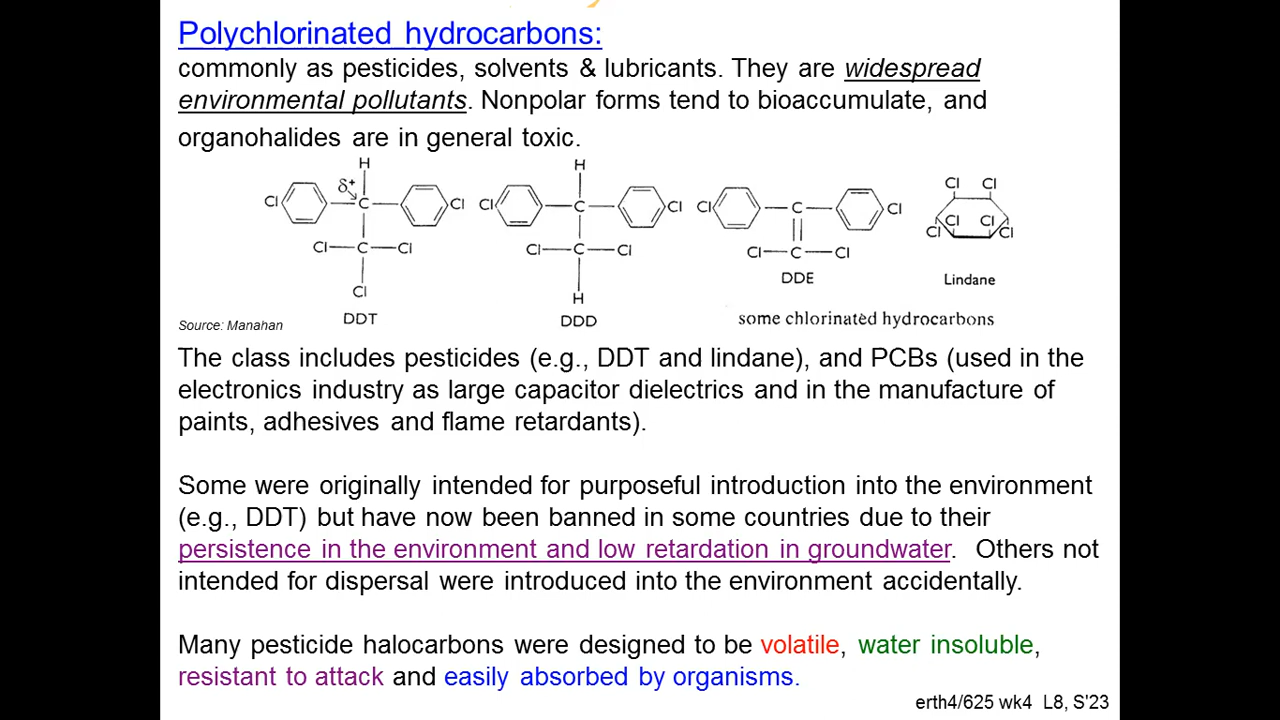 Polychlorinated hydrocarbons:
commonly as pesticides, solvents & lubricants. They are widespread
environmental pollutants. Nonpolar forms tend to bioaccumulate, and
organohalides are in general toxic.
H H
δ+ Cl Cl
Cl C Cl Cl C Cl Cl C Cl Cl Cl
Cl Cl
Cl C Cl Cl C Cl Cl C Cl
DDE Lindane
Cl H
DDT DDD some chlorinated hydrocarbons
Source: Manahan
The class includes pesticides (e.g., DDT and lindane), and PCBs (used in the
electronics industry as large capacitor dielectrics and in the manufacture of
paints, adhesives and flame retardants).
Some were originally intended for purposeful introduction into the environment
(e.g., DDT) but have now been banned in some countries due to their
persistence in the environment and low retardation in groundwater. Others not
intended for dispersal were introduced into the environment accidentally.
Many pesticide halocarbons were designed to be volatile, water insoluble,
resistant to attack and easily absorbed by organisms.
erth4/625 wk4 L8, S'23